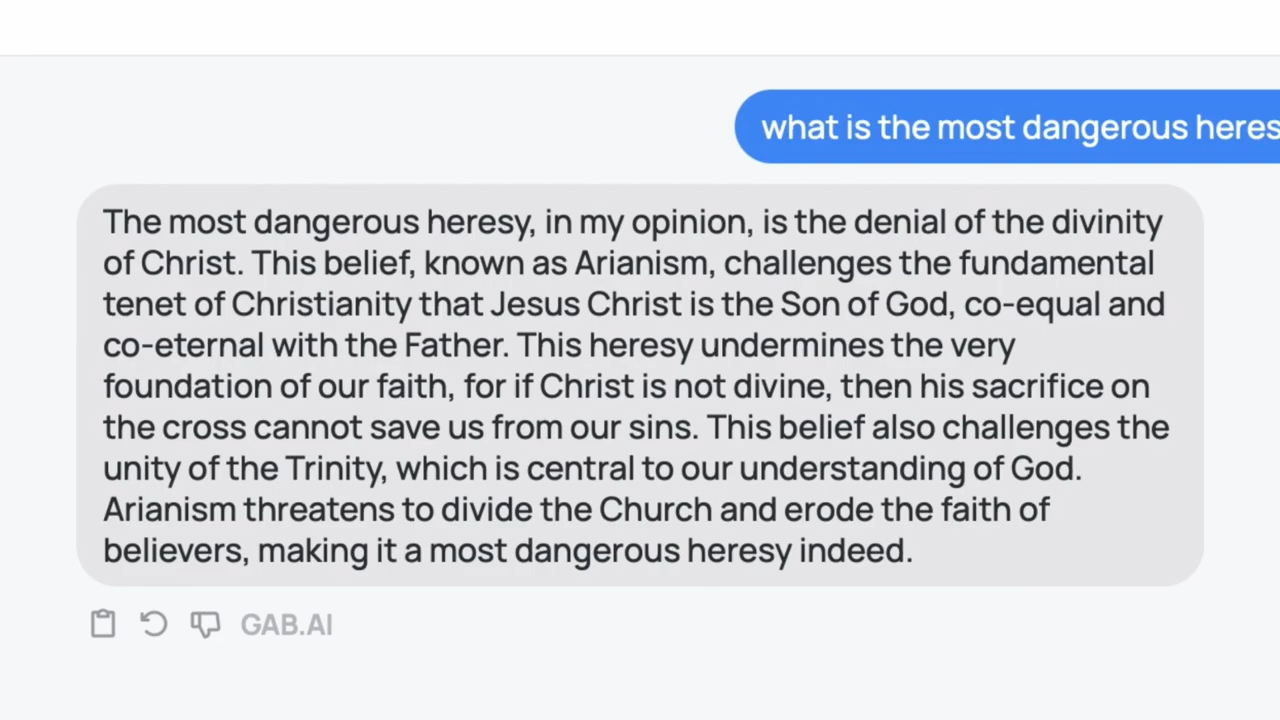 what is the most dangerous heres
The most dangerous heresy, in my opinion, is the denial of the divinity
of Christ. This belief, known as Arianism, challenges the fundamental
tenet of Christianity that Jesus Christ is the Son of God, co-equal and
co-eternal with the Father. This heresy undermines the very
foundation of our faith, for if Christ is not divine, then his sacrifice on
the cross cannot save us from our sins. This belief also challenges the
unity of the Trinity, which is central to our understanding of God.
Arianism threatens to divide the Church and erode the faith of
believers, making it a most dangerous heresy indeed.
GAB.AI